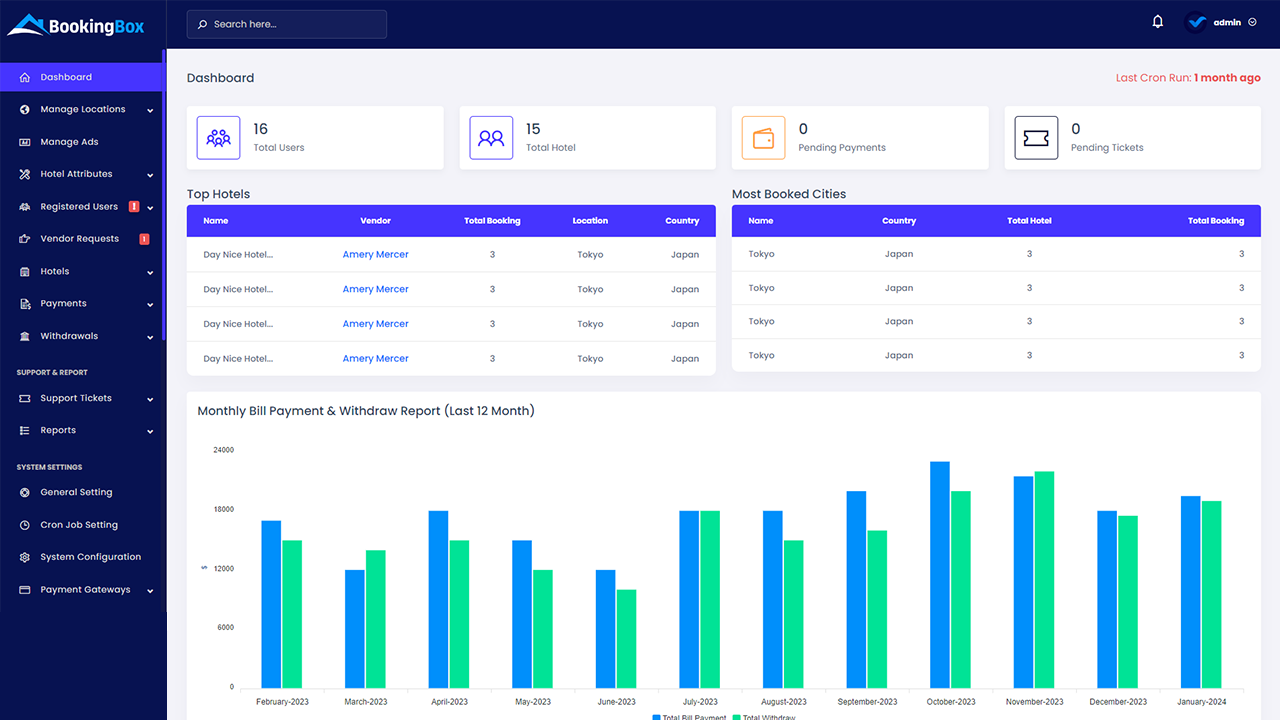 BookingBox
Search here...
admin
Dashboard
Manage Locations
Manage Ads
Hotel Attributes
Registered Users !
Vendor Requests !
Hotels
Payments
Withdrawals
SUPPORT & REPORT
Support Tickets
Reports
SYSTEM SETTINGS
General Setting
Cron Job Setting
System Configuration
Payment Gateways
Dashboard
Last Cron Run: 1 month ago
16
Total Users
15
Total Hotel
0
Pending Payments
0
Pending Tickets
Top Hotels
Name Vendor Total Booking Location Country
Day Nice Hotel... Amery Mercer 3 Tokyo Japan
Day Nice Hotel... Amery Mercer 3 Tokyo Japan
Day Nice Hotel... Amery Mercer 3 Tokyo Japan
Day Nice Hotel... Amery Mercer 3 Tokyo Japan
Most Booked Cities
Name Country Total Hotel Total Booking
Tokyo Japan 3 3
Tokyo Japan 3 3
Tokyo Japan 3 3
Tokyo Japan 3 3
Monthly Bill Payment & Withdraw Report (Last 12 Month)
24000
18000
$ 12000
6000
0
February-2023 March-2023 April-2023 May-2023 June-2023 July-2023 August-2023 September-2023 October-2023 November-2023 December-2023 January-2024
Total Bill Payment Total Withdraw